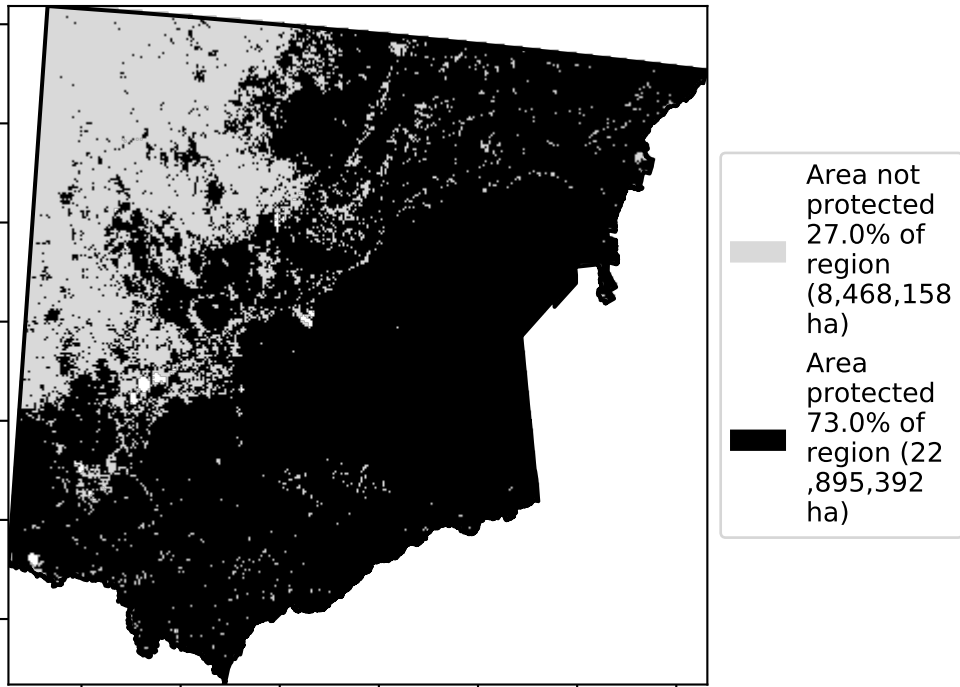 Area not
protected
27.0% of
region
(8,468,158
ha)
Area
protected
73.0% of
region (22
,895,392
ha)